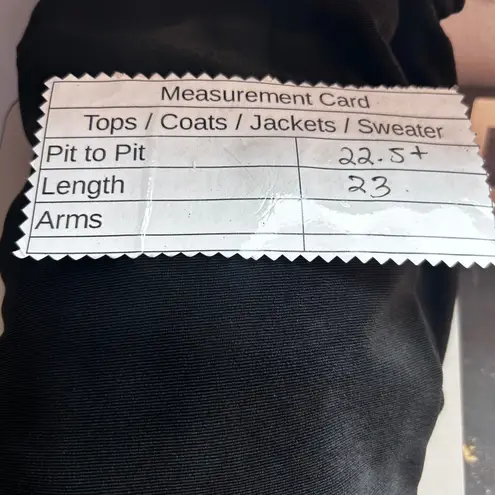 Measurement Card
Tops / Coats / Jackets / Sweater
Pit to Pit 22.5+
Length 23.
Arms